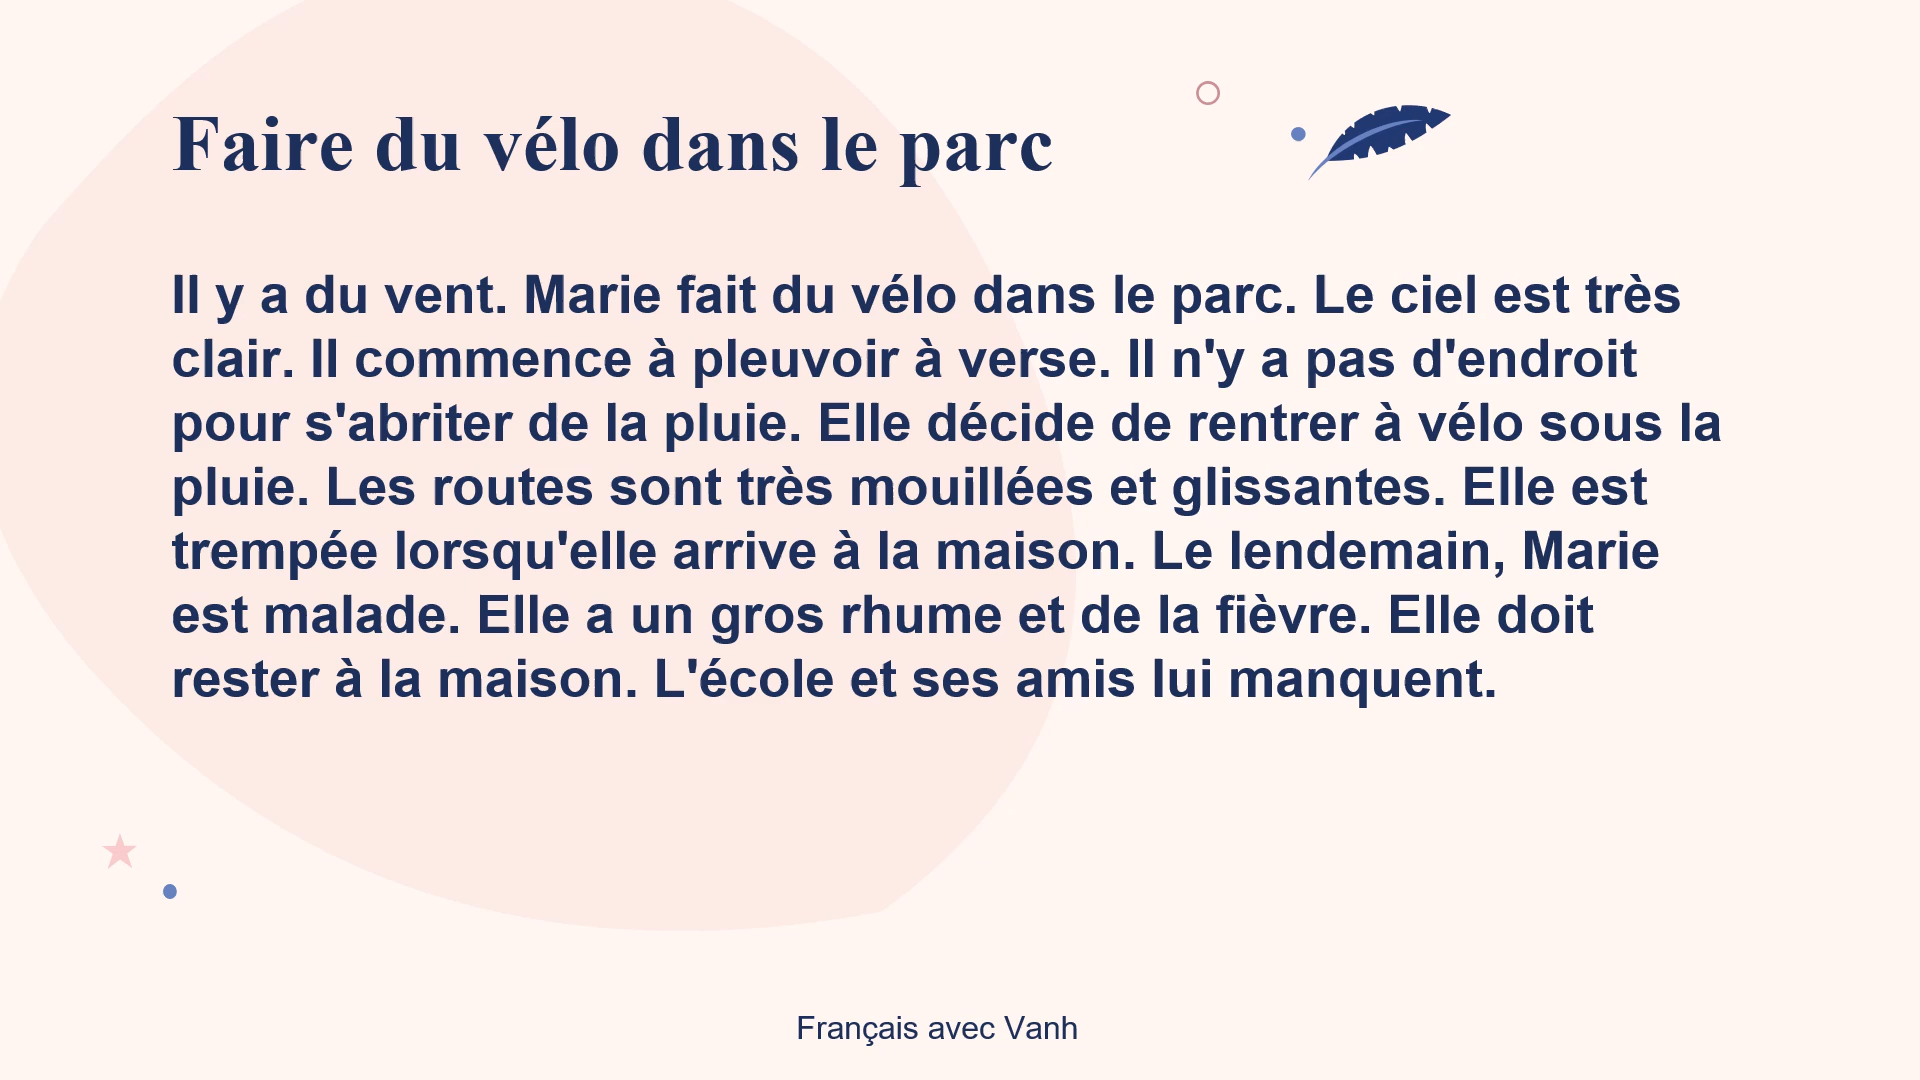 Faire du vélo dans le parc
Il y a du vent. Marie fait du vélo dans le parc. Le ciel est très
clair. Il commence à pleuvoir à verse. Il n'y a pas d'endroit
pour s'abriter de la pluie. Elle décide de rentrer à vélo sous la
pluie. Les routes sont très mouillées et glissantes. Elle est
trempée lorsqu'elle arrive à la maison. Le lendemain, Marie
est malade. Elle a un gros rhume et de la fièvre. Elle doit
rester à la maison. L'école et ses amis lui manquent.
Français avec Vanh